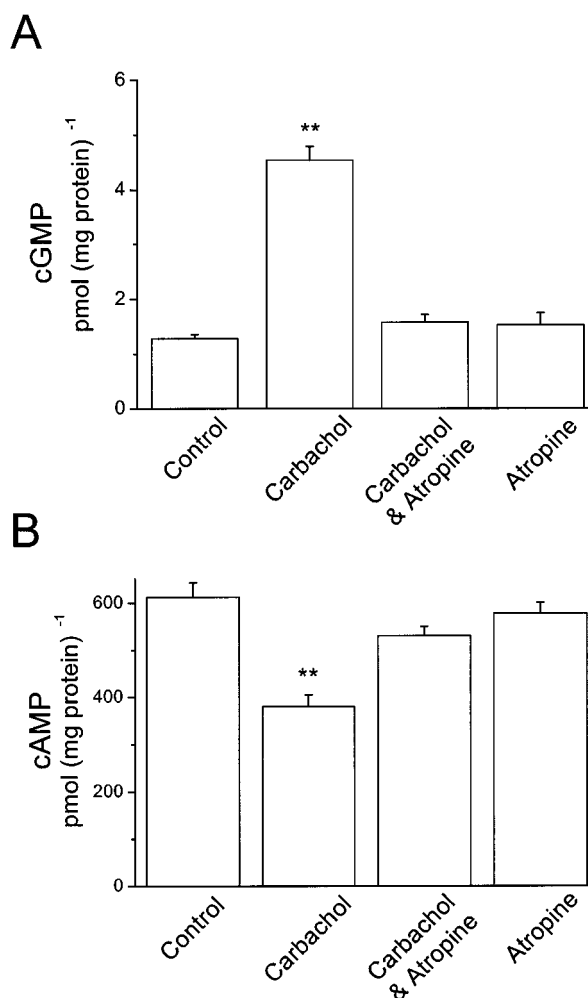 A
cGMP
pmol (mg protein) -1
6
4
2
0
**
Control
Carbachol
Carbachol
& Atropine
Atropine
B
cAMP
pmol (mg protein) -1
600
400
200
0
**
Control
Carbachol
Carbachol
& Atropine
Atropine